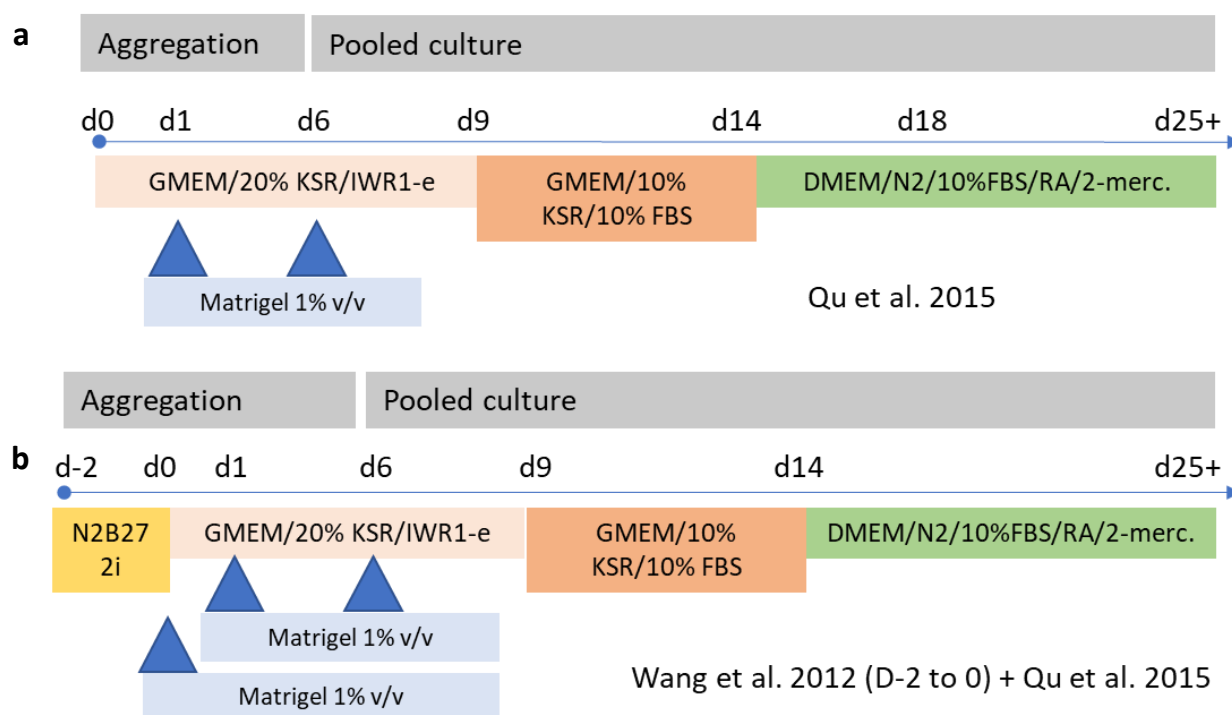 a
Aggregation Pooled culture
d0 d1 d6 d9 d14 d18 d25+
GMEM/20% KSR/IWR1-e GMEM/10% DMEM/N2/10%FBS/RA/2-merc.
KSR/10% FBS
Matrigel 1% v/v
Qu et al. 2015
Aggregation Pooled culture
b
d-2 d0 d1 d6 d9 d14 d25+
N2B27 GMEM/20% KSR/IWR1-e GMEM/10% DMEM/N2/10%FBS/RA/2-merc.
2i KSR/10% FBS
Matrigel 1% v/v
Matrigel 1% v/v
Wang et al. 2012 (D-2 to 0) + Qu et al. 2015